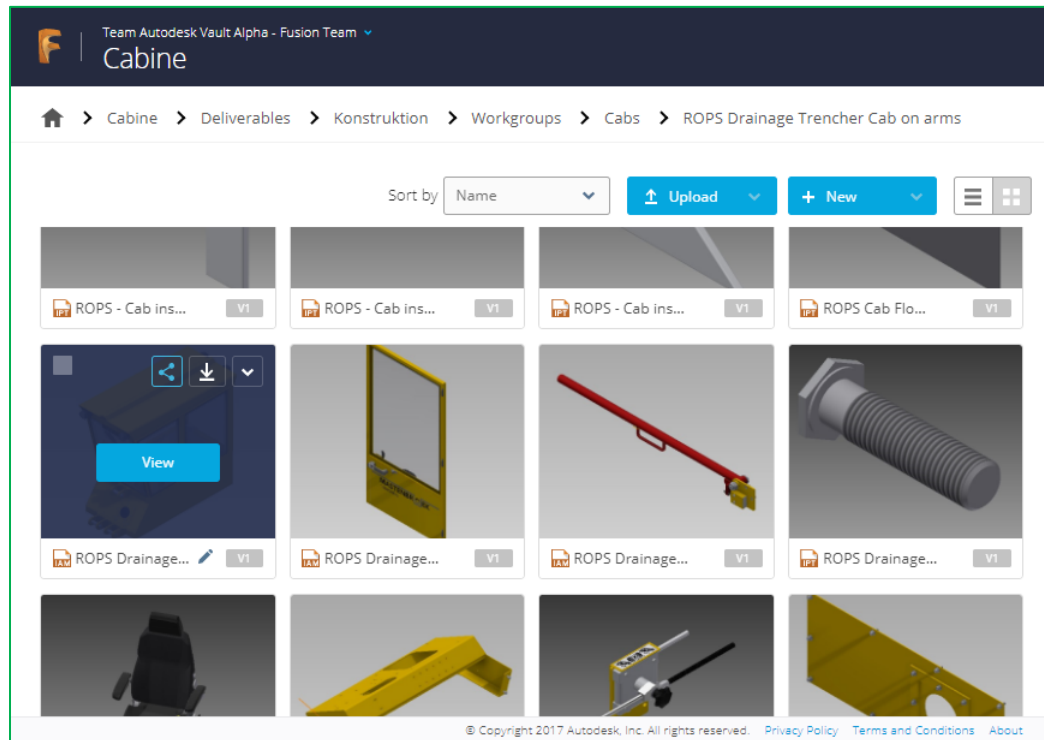 Team Autodesk Vault Alpha - Fusion Team
Cabine
Cabine > Deliverables > Konstruktion > Workgroups > Cabs > ROPS Drainage Trencher Cab on arms
Sort by Name Upload + New
IPT ROPS - Cab ins... V1 IPT ROPS - Cab ins... V1 IPT ROPS - Cab ins... V1 IPT ROPS Cab Flo... V1
View
IAM ROPS Drainage... V1 IAM ROPS Drainage... V1 IAM ROPS Drainage... V1 IPT ROPS Drainage... V1
© Copyright 2017 Autodesk, Inc. All rights reserved. Privacy Policy Terms and Conditions About